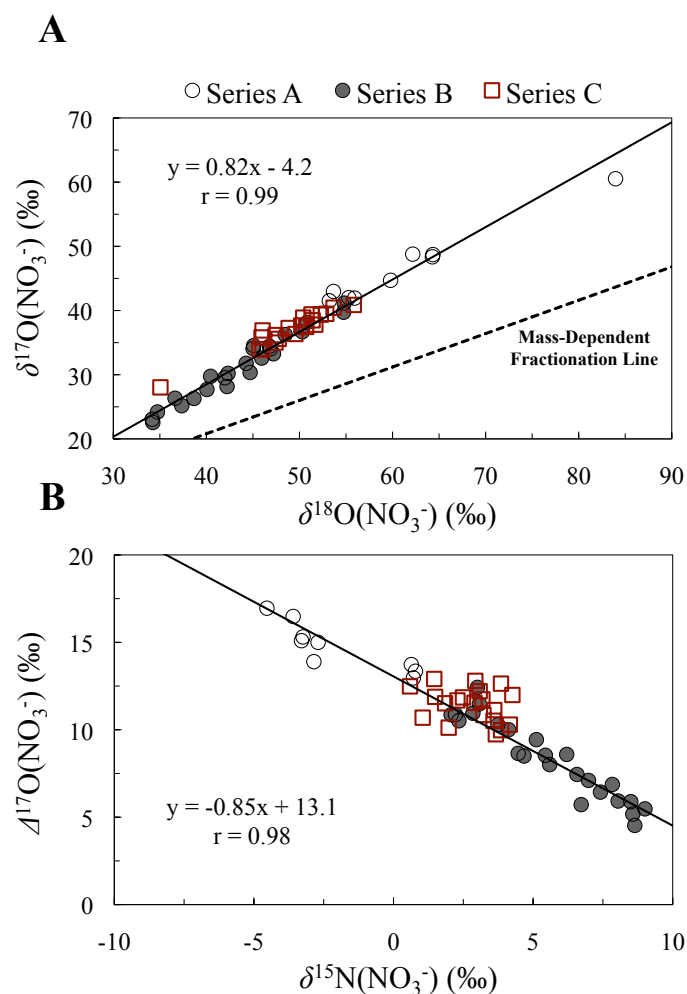 A
Series A Series B Series C
70
60
50
40
30
20
δ¹⁷O(NO₃⁻) (‰)
y = 0.82x - 4.2
r = 0.99
Mass-Dependent
Fractionation Line
30 40 50 60 70 80 90
δ¹⁸O(NO₃⁻) (‰)
B
20
15
10
5
0
Δ¹⁷O(NO₃⁻) (‰)
y = -0.85x + 13.1
r = 0.98
-10 -5 0 5 10
δ¹⁵N(NO₃⁻) (‰)